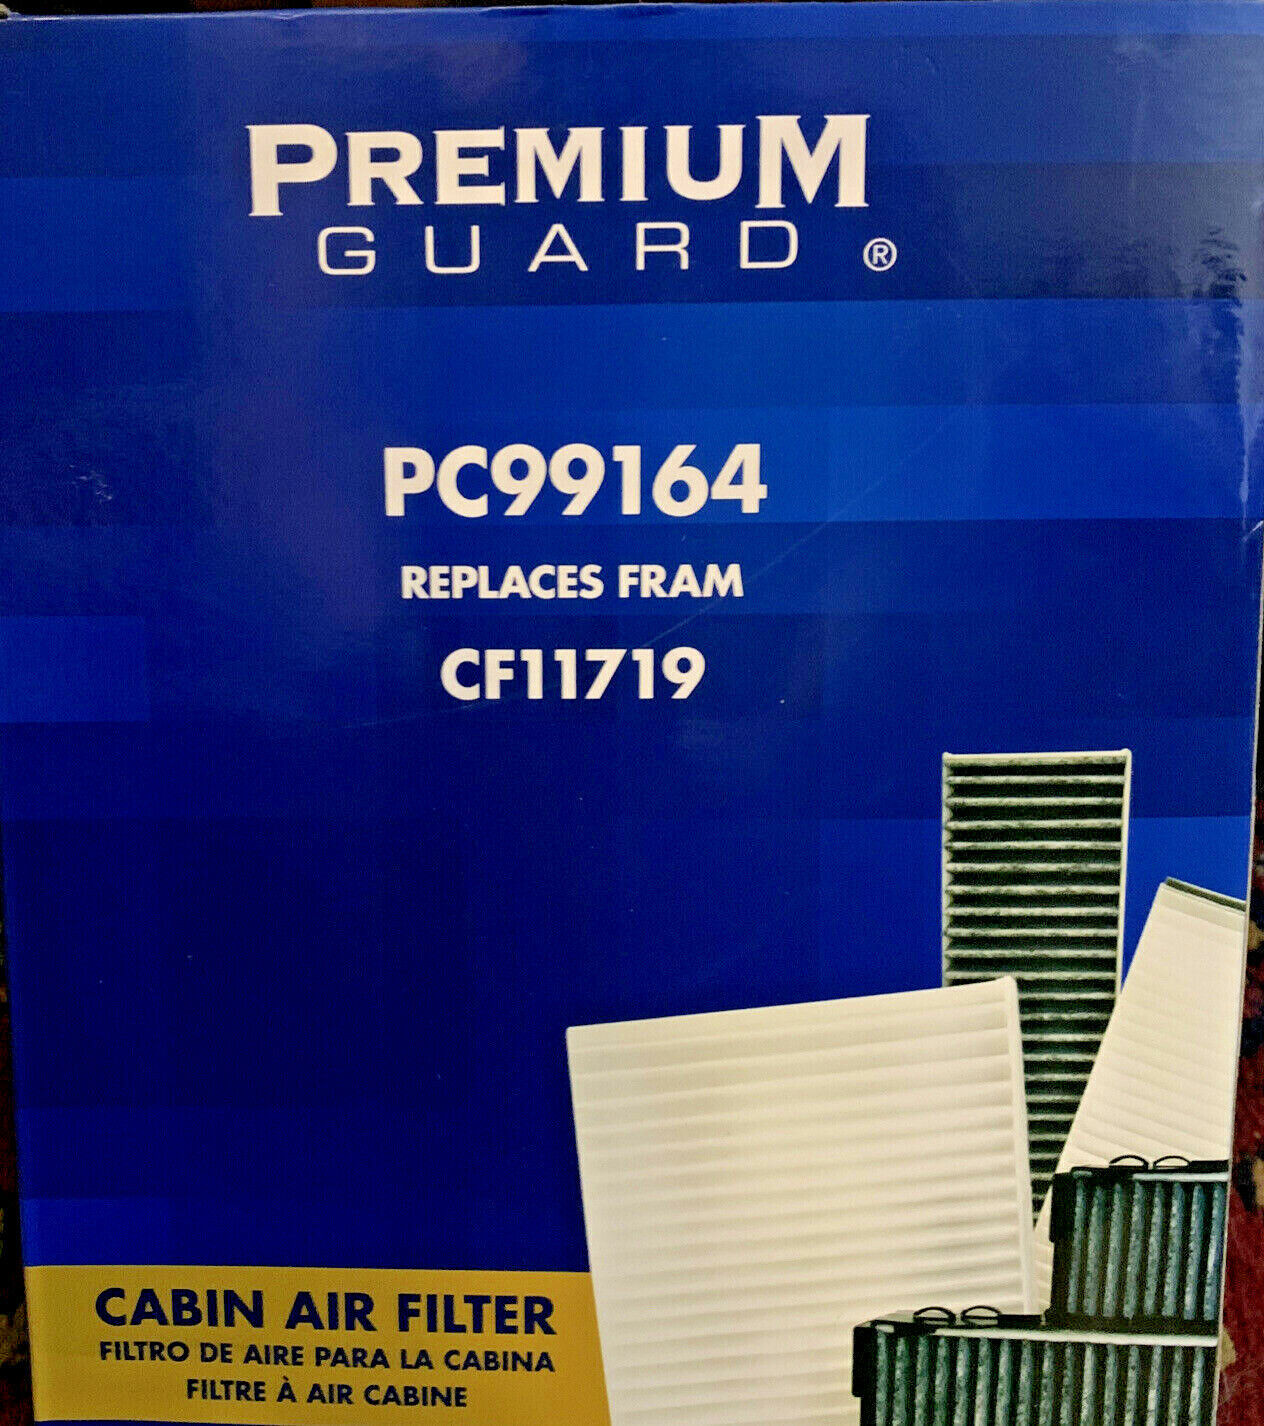 PREMIUM
GUARD ®
PC99164
REPLACES FRAM
CF11719
CABIN AIR FILTER
FILTRO DE AIRE PARA LA CABINA
FILTRE À AIR CABINE